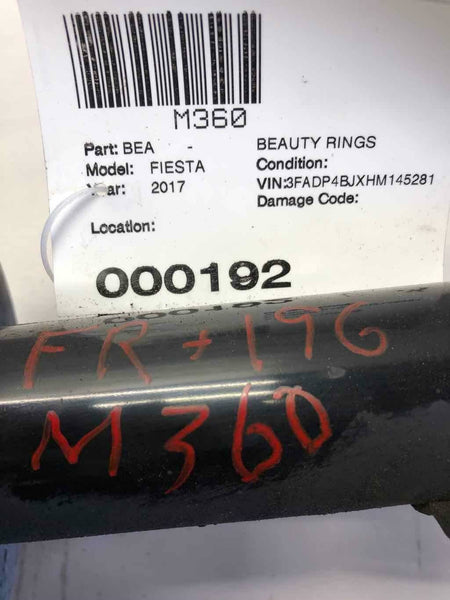 M360
Part: BEA - BEAUTY RINGS
Model: FIESTA Condition:
Year: 2017 VIN:3FADP4BJXHM145281
Damage Code:
Location:
000192
FR + 196
M360